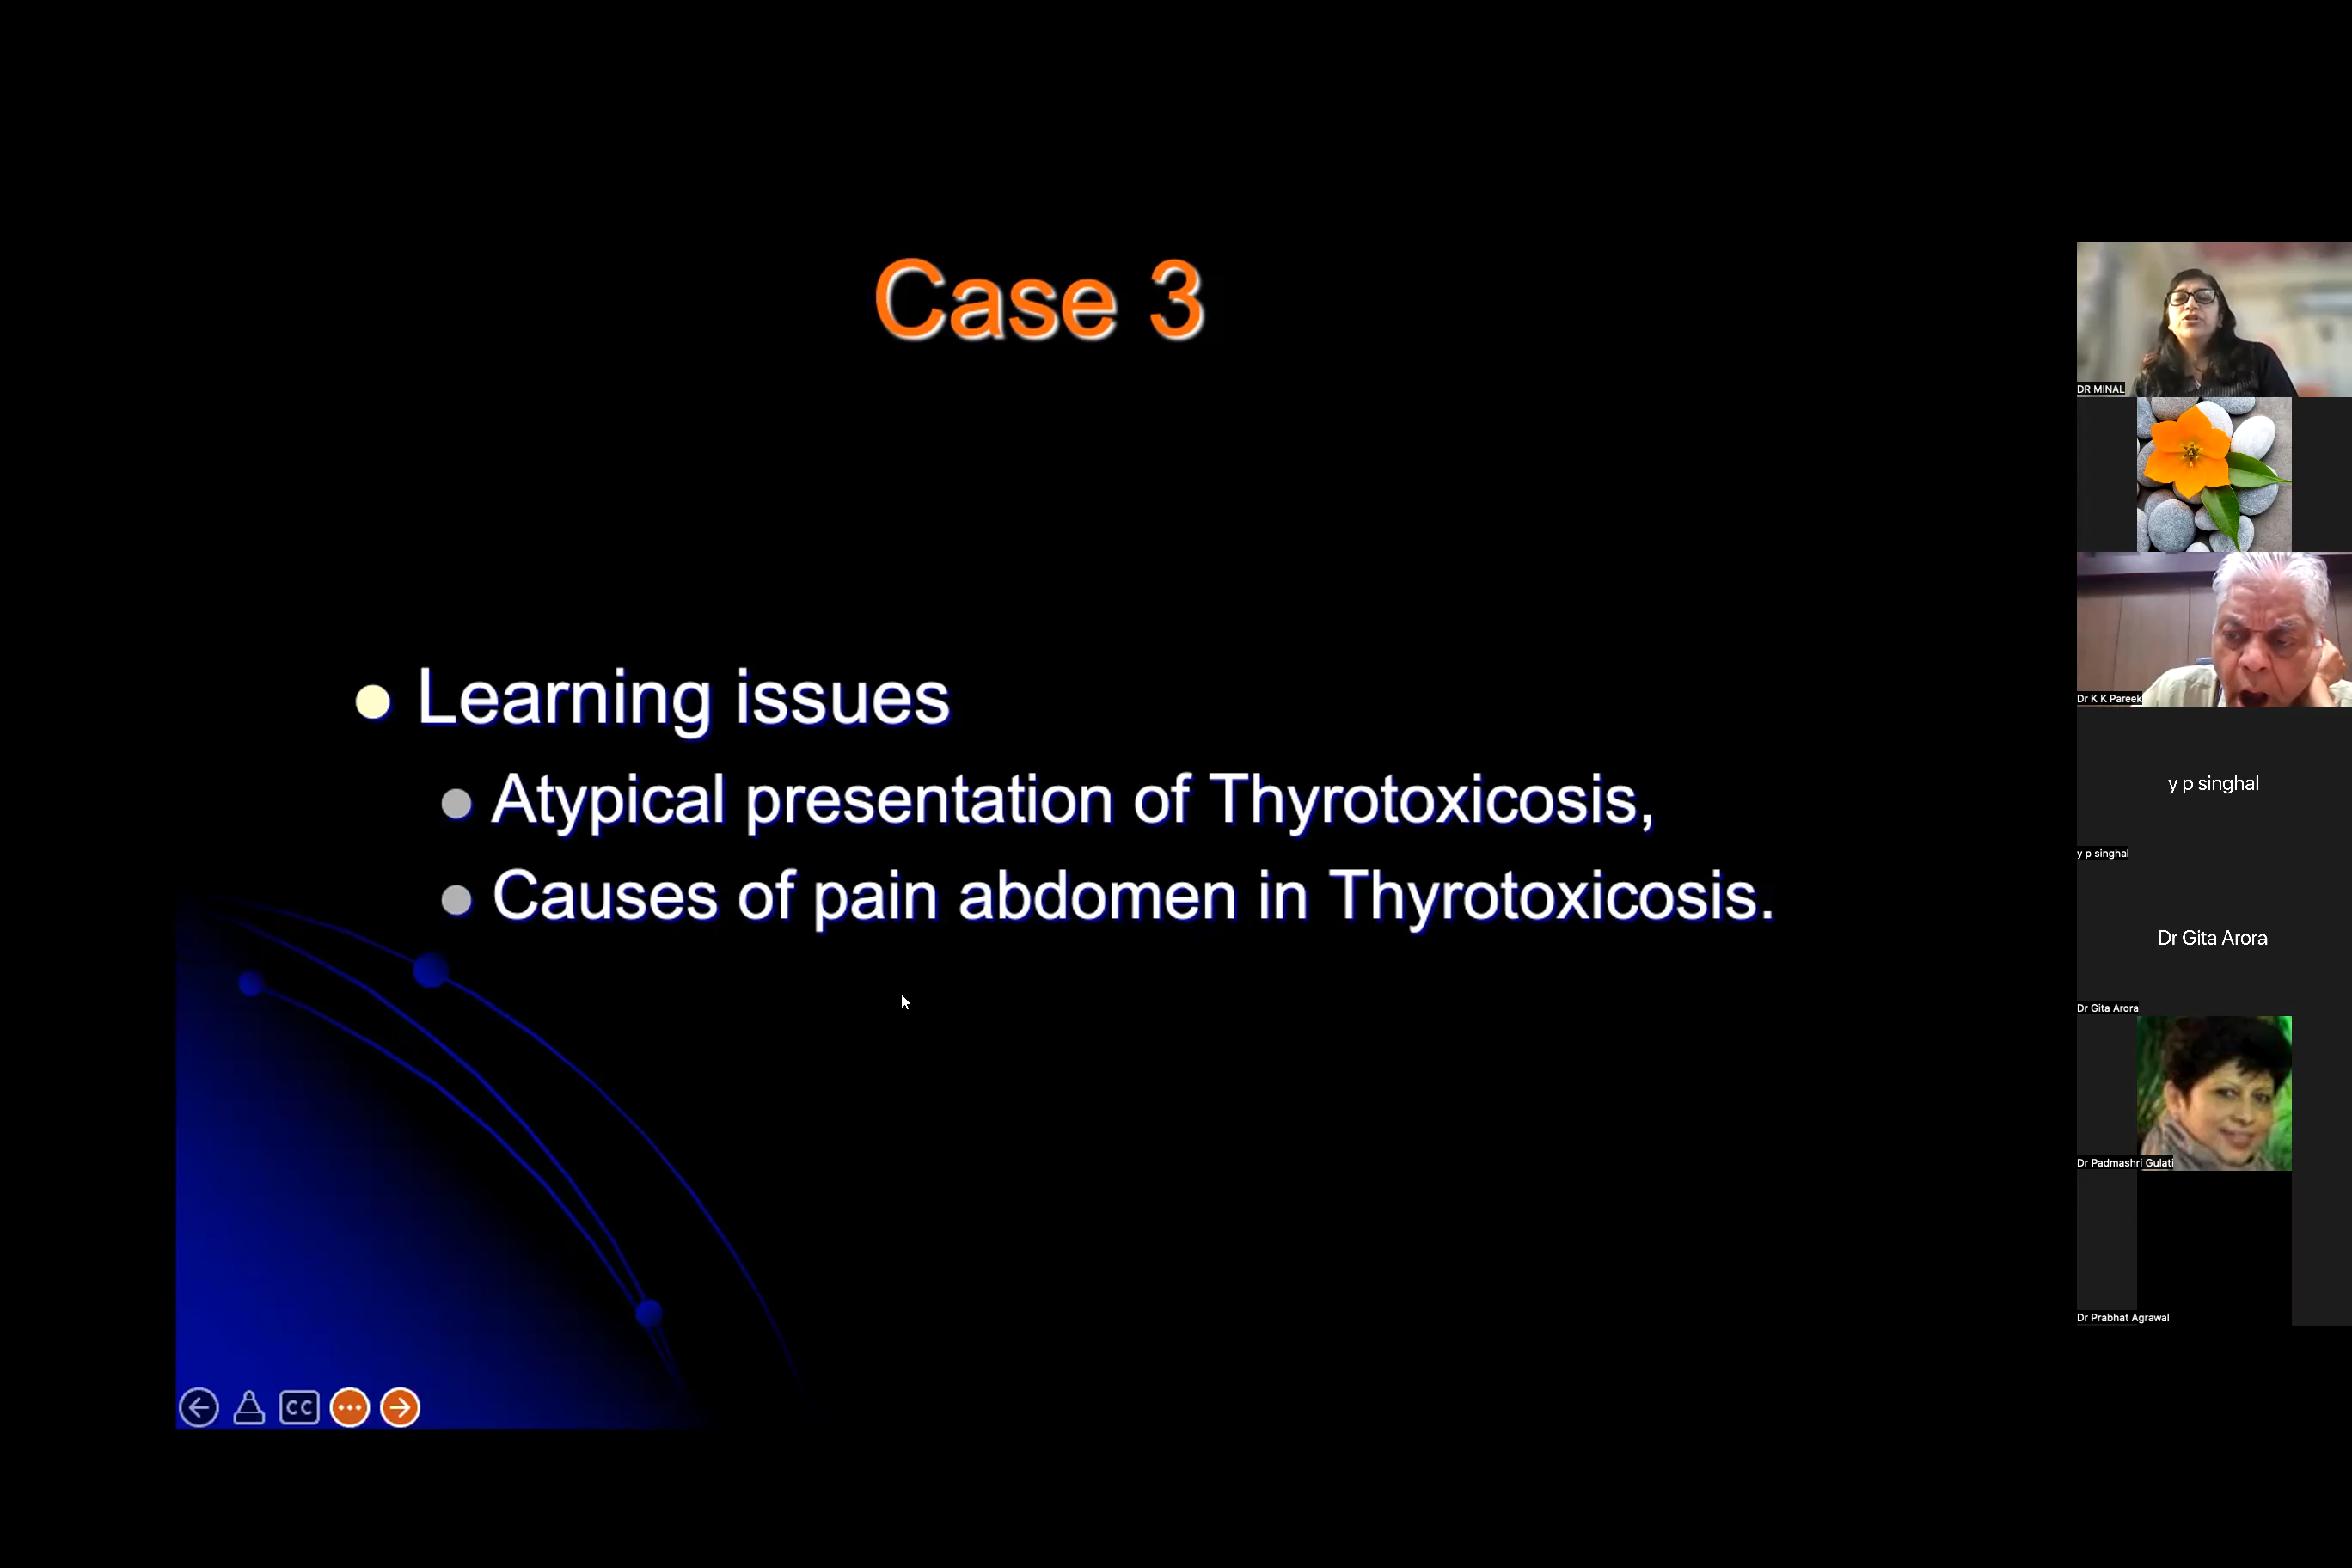 Case 3
Learning issues
Atypical presentation of Thyrotoxicosis,
Causes of pain abdomen in Thyrotoxicosis.
CC
DR MINAL
Dr K K Pareek
y p singhal
y p singhal
Dr Gita Arora
Dr Gita Arora
Dr Padmashri Gulati
Dr Prabhat Agrawal